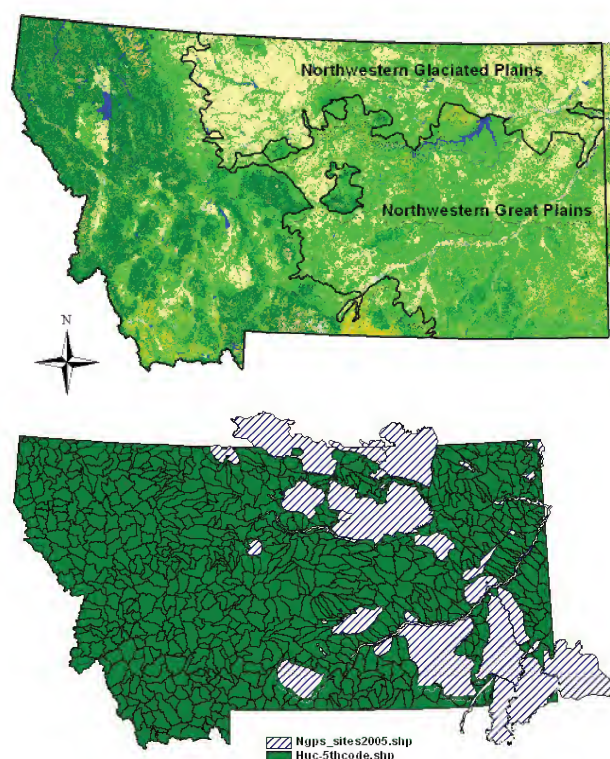 Northwestern Glaciated Plains
Northwestern Great Plains
N
Ngps_sites2005.shp
Huc-5thcode.shp